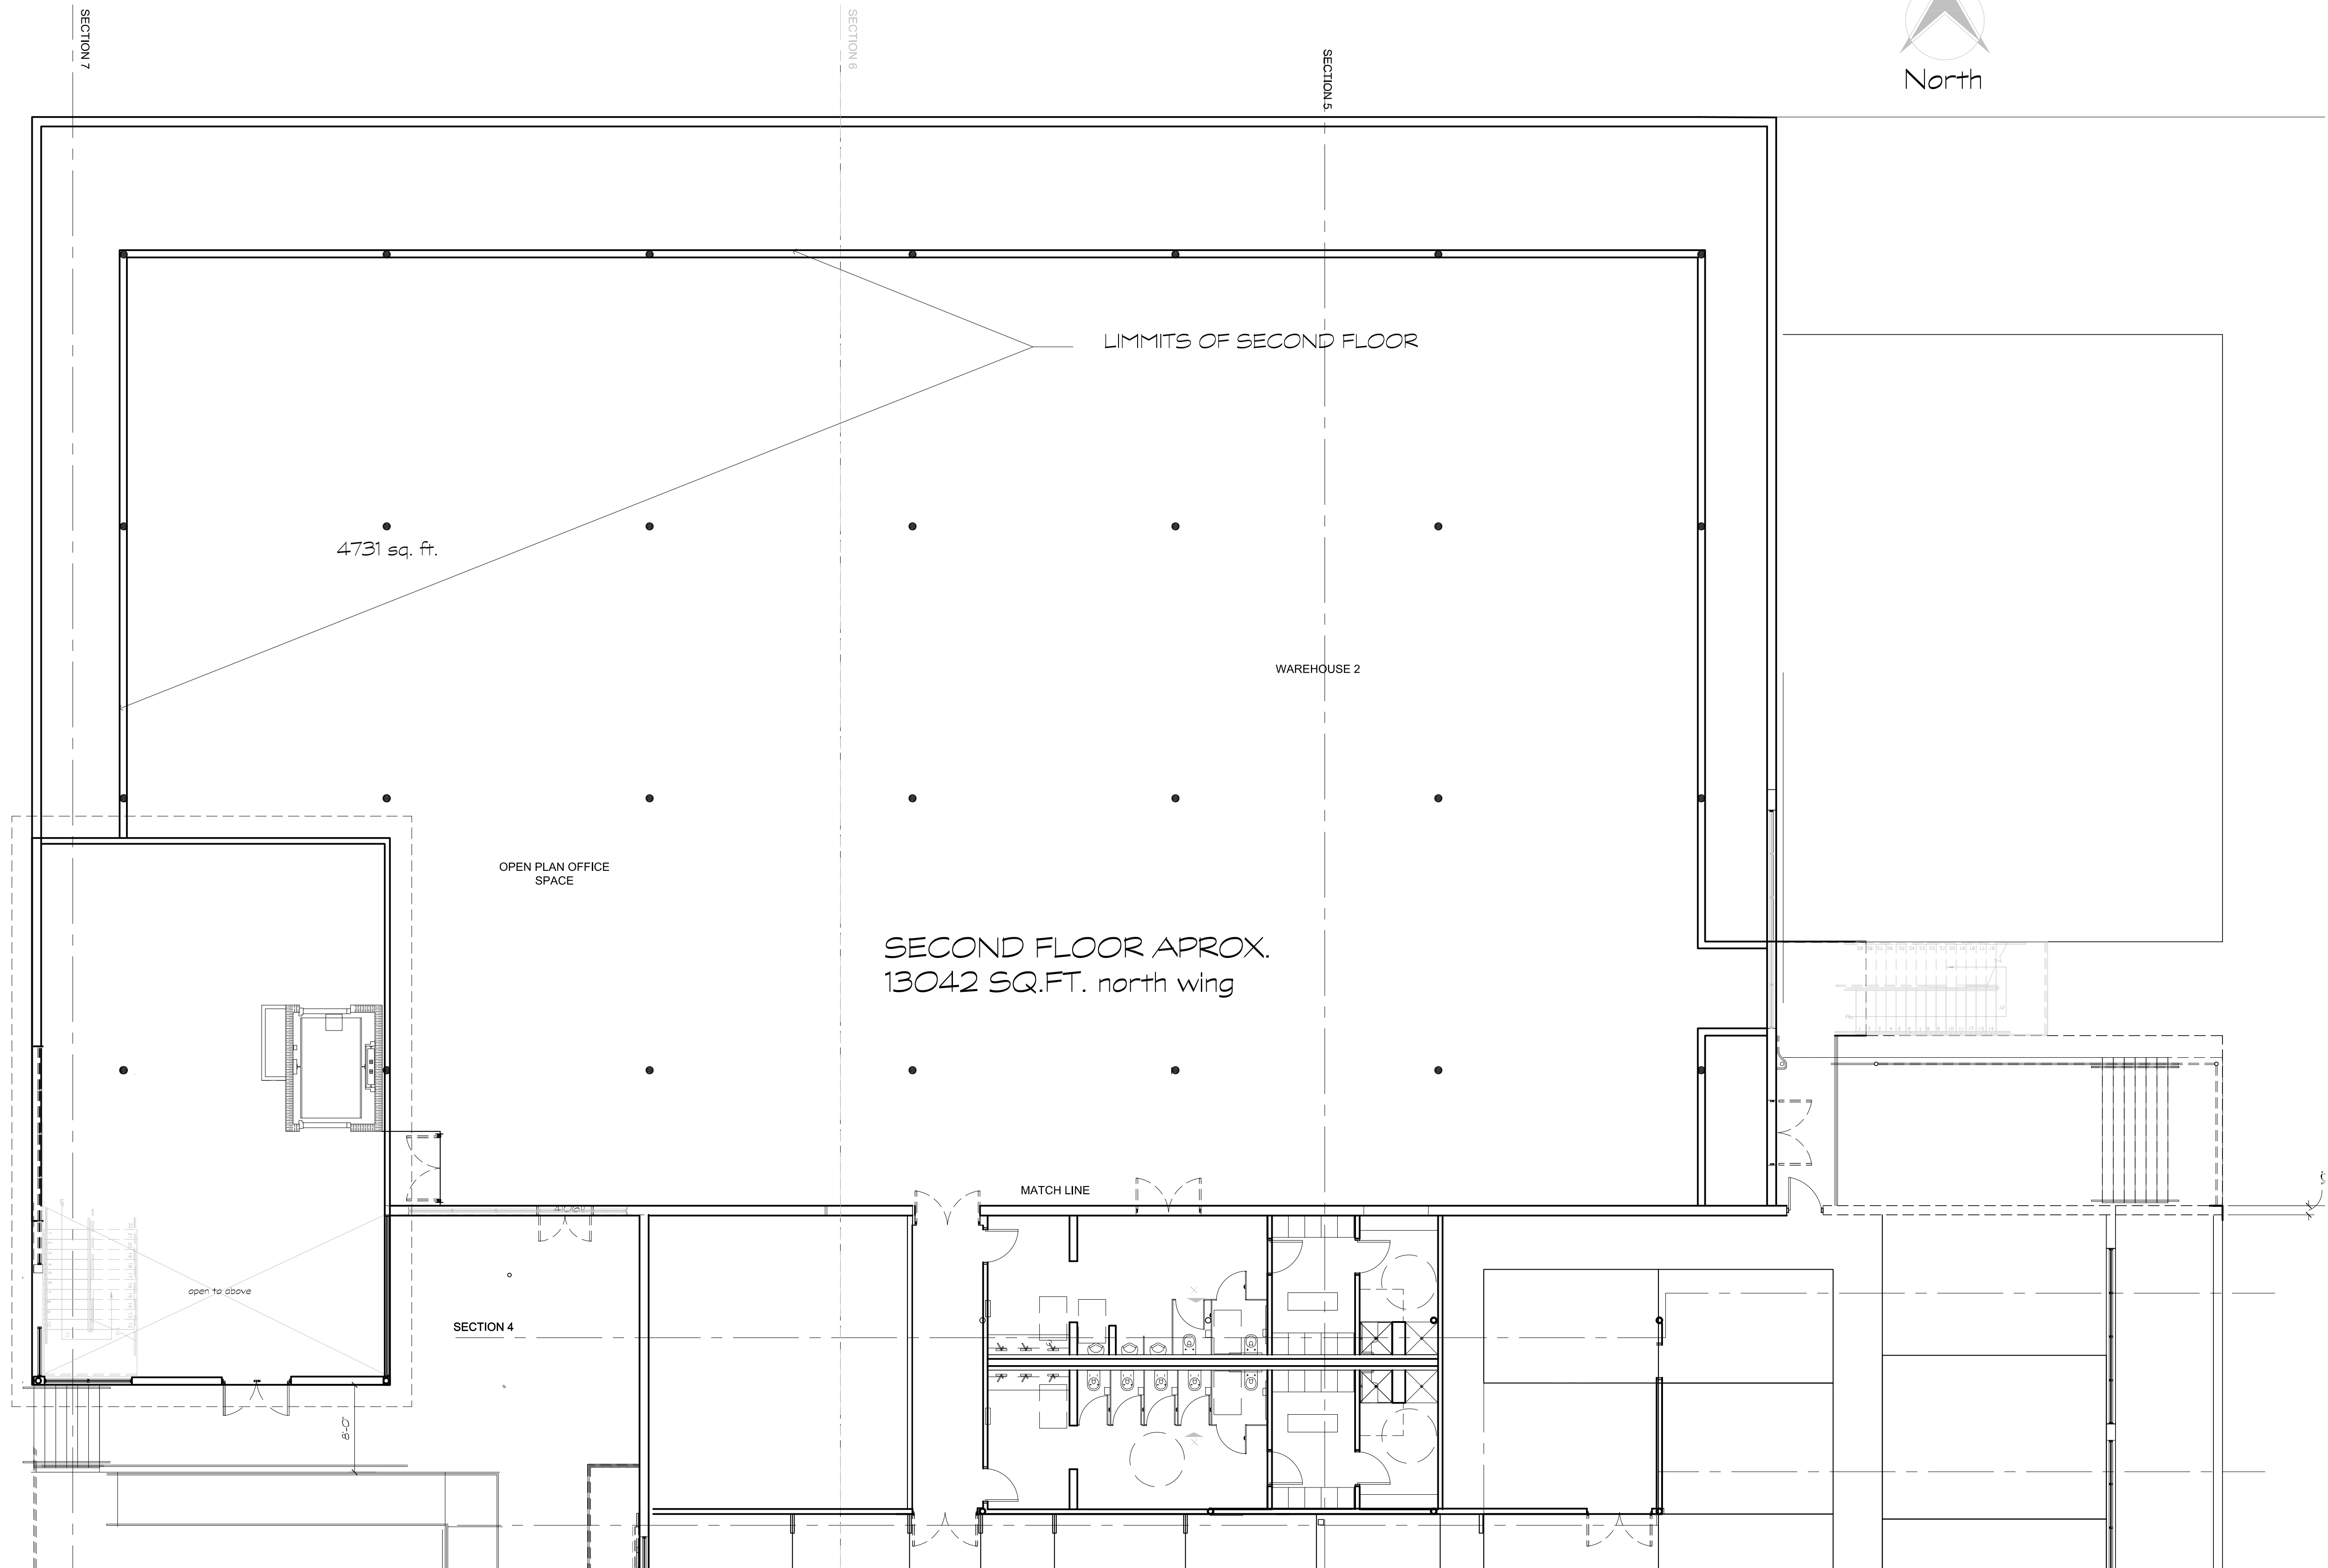 SECTION 7
SECTION 6
SECTION 5
North
LIMMITS OF SECOND FLOOR
4731 sq. ft.
WAREHOUSE 2
OPEN PLAN OFFICE
SPACE
SECOND FLOOR APROX.
13042 SQ.FT. north wing
MATCH LINE
4061
open to above
SECTION 4
8'-0"
X
X